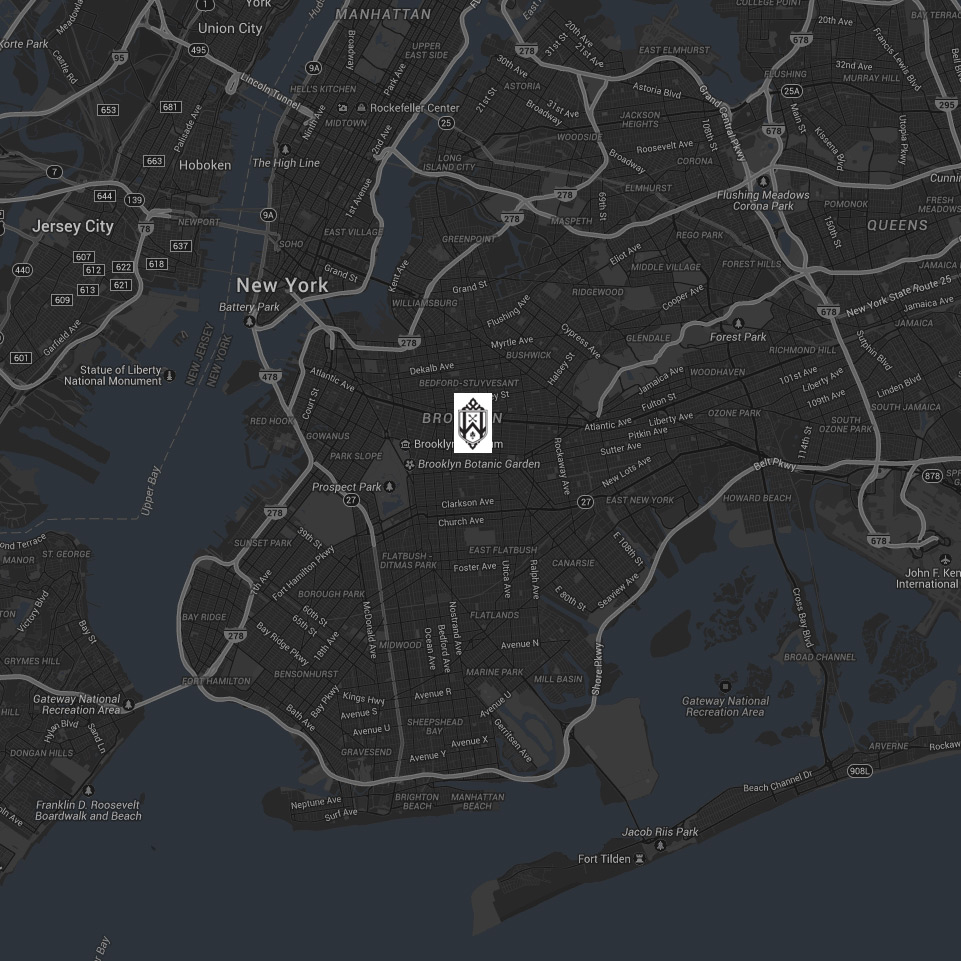 York
MANHATTAN
COLLEGE POINT
Union City
20th Ave
BAY TERRAC
Meadowla
Korte Park
Castle Rd
95
495
1
9A
Broadway
UPPER
EAST SIDE
278
20th Ave
21st Ave
31st St
EAST ELMHURST
678
Francis Lewis Blvd
HELL'S KITCHEN
Park Ave
30th Ave
ASTORIA
Astoria Blvd
32nd Ave
FLUSHING
MURRAY HILL
Lincoln Tunnel
653
681
Palisade Ave
Ninth Ave
Rockefeller Center
MIDTOWN
21st St
31st Ave
Broadway
Grand Central Pkwy
25A
295
25
JACKSON
HEIGHTS
108th St
Main St
678
Kissena Blvd
Utopia Pkwy
2nd Ave
WOODSIDE
Roosevelt Ave
663
Hoboken
The High Line
LONG
ISLAND CITY
Broadway
CORONA
7
644
139
ELMHURST
Cunnin
1st Avenue
278
69th St
Flushing Meadows
Corona Park
POMONOK
FRESH
MEADOWS
Jersey City
78
NEWPORT
9A
278
MASPETH
150th St
QUEENS
EAST VILLAGE
GREENPOINT
REGO PARK
637
SOHO
Eliot Ave
607
622
618
612
440
Grand St
Kent Ave
MIDDLE VILLAGE
FOREST HILLS
JAMAICA
621
613
609
New York
Grand St
RIDGEWOOD
Cooper Ave
New York State Route 25
Battery Park
WILLIAMSBURG
Flushing Ave
678
Jamaica Ave
Garfield Ave
NEW JERSEY
NEW YORK
278
Myrtle Ave
Cypress Ave
GLENDALE
Forest Park
JAMAICA
601
BUSHWICK
RICHMOND HILL
Sutphin Blvd
Statue of Liberty
National Monument
478
Atlantic Ave
Dekalb Ave
Halsey St
Jamaica Ave
WOODHAVEN
101st Ave
Liberty Ave
Linden Blvd
BEDFORD-STUYVESANT
Fulton St
109th Ave
RED HOOK
Court St
Liberty Ave
OZONE PARK
SOUTH JAMAICA
Atlantic Ave
SOUTH
OZONE PARK
GOWANUS
Pitkin Ave
Sutter Ave
114th St
PARK SLOPE
Brooklyn Botanic Garden
Rockaway Ave
New Lots Ave
Belt Pkwy
878
Upper Bay
Prospect Park
27
Clarkson Ave
27
EAST NEW YORK
HOWARD BEACH
278
Church Ave
39th St
SUNSET PARK
E 108th St
678
ond Terrace
ST GEORGE
MANOR
FLATBUSH -
DITMAS PARK
EAST FLATBUSH
CANARSIE
Foster Ave
John F. Ken
International
Fort Hamilton Pkwy
BOROUGH PARK
Utica Ave
Ralph Ave
E 80th St
Seaview Ave
Victory Blvd
Bay St
BAY RIDGE
60th St
65th St
18th Ave
McDonald Ave
Nostrand Ave
FLATLANDS
Cross Bay Blvd
278
Bay Ridge Pkwy
MIDWOOD
Ocean Ave
Bedford Ave
Avenue N
GRYMES HILL
BROAD CHANNEL
BENSONHURST
MARINE PARK
MILL BASIN
Shore Pkwy
FORT HAMILTON
Gateway National
Recreation Area
Kings Hwy
Avenue R
Avenue U
Gateway National
Recreation Area
HILL
Hylan Blvd
Sand Ln
Bath Ave
Bay Pkwy
Avenue S
Avenue U
SHEEPSHEAD
BAY
Gerritsen Ave
DONGAN HILLS
GRAVESEND
Avenue X
Avenue Y
ARVERNE
Rockaw
908L
Beach Channel Dr
Neptune Ave
Surf Ave
BRIGHTON
BEACH
MANHATTAN
BEACH
Franklin D. Roosevelt
Boardwalk and Beach
Jacob Riis Park
Fort Tilden